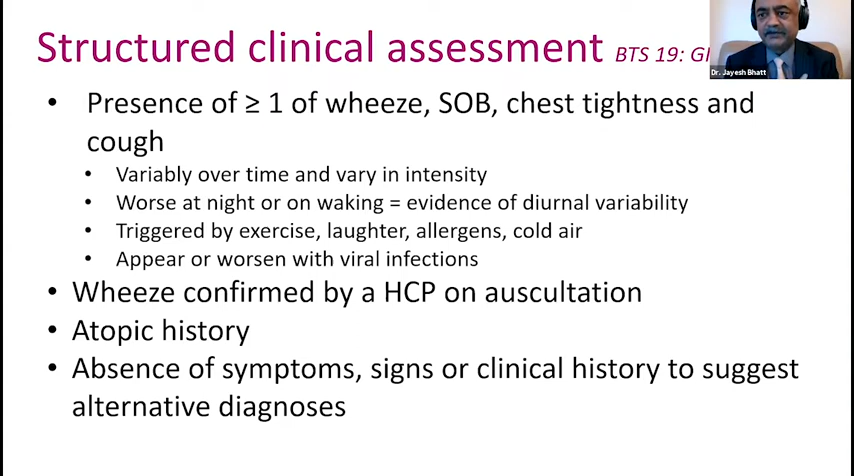 Structured clinical assessment BTS 19: GI
Dr. Jayesh Bhatt
• Presence of ≥ 1 of wheeze, SOB, chest tightness and
cough
• Variably over time and vary in intensity
• Worse at night or on waking = evidence of diurnal variability
• Triggered by exercise, laughter, allergens, cold air
• Appear or worsen with viral infections
• Wheeze confirmed by a HCP on auscultation
• Atopic history
• Absence of symptoms, signs or clinical history to suggest
alternative diagnoses